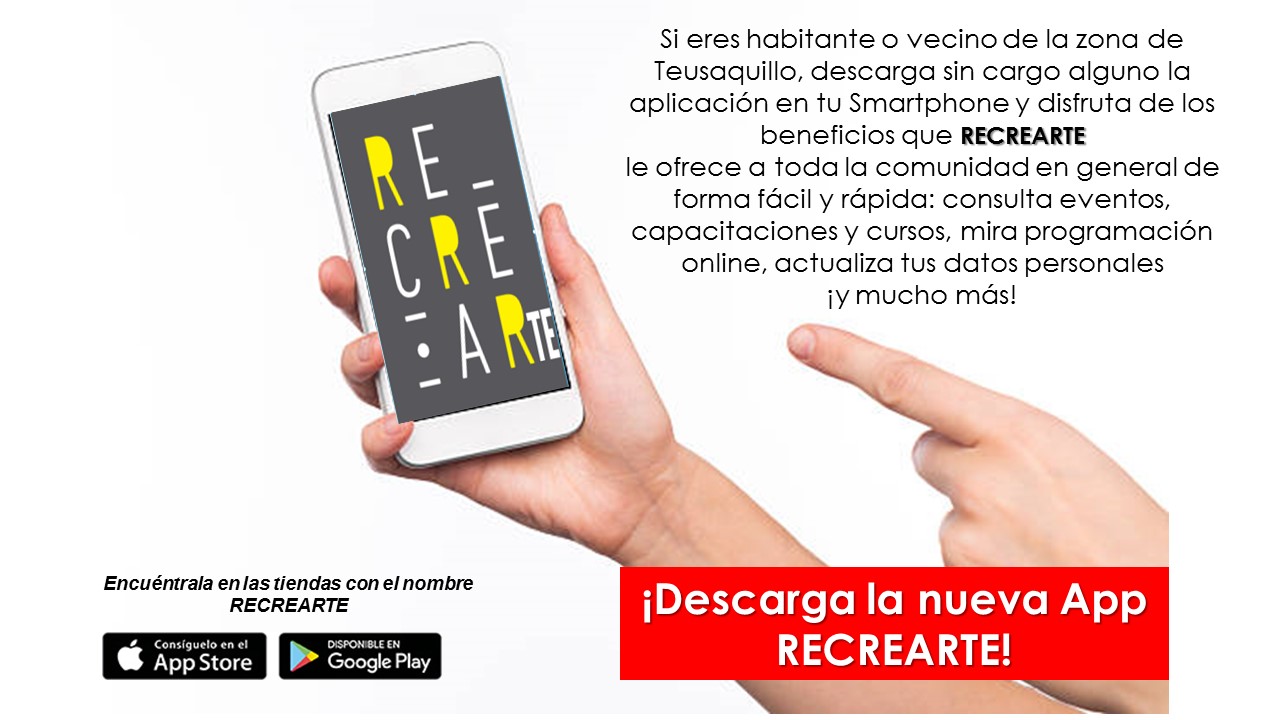 Si eres habitante o vecino de la zona de
Teusaquillo, descarga sin cargo alguno la
aplicación en tu Smartphone y disfruta de los
beneficios que RECREARTE
le ofrece a toda la comunidad en general de
forma fácil y rápida: consulta eventos,
capacitaciones y cursos, mira programación
online, actualiza tus datos personales
¡y mucho más!
RE
CRE
ARTE
Encuéntrala en las tiendas con el nombre
RECREARTE
Consíguelo en el
App Store
DISPONIBLE EN
Google Play
¡Descarga la nueva App
RECREARTE!